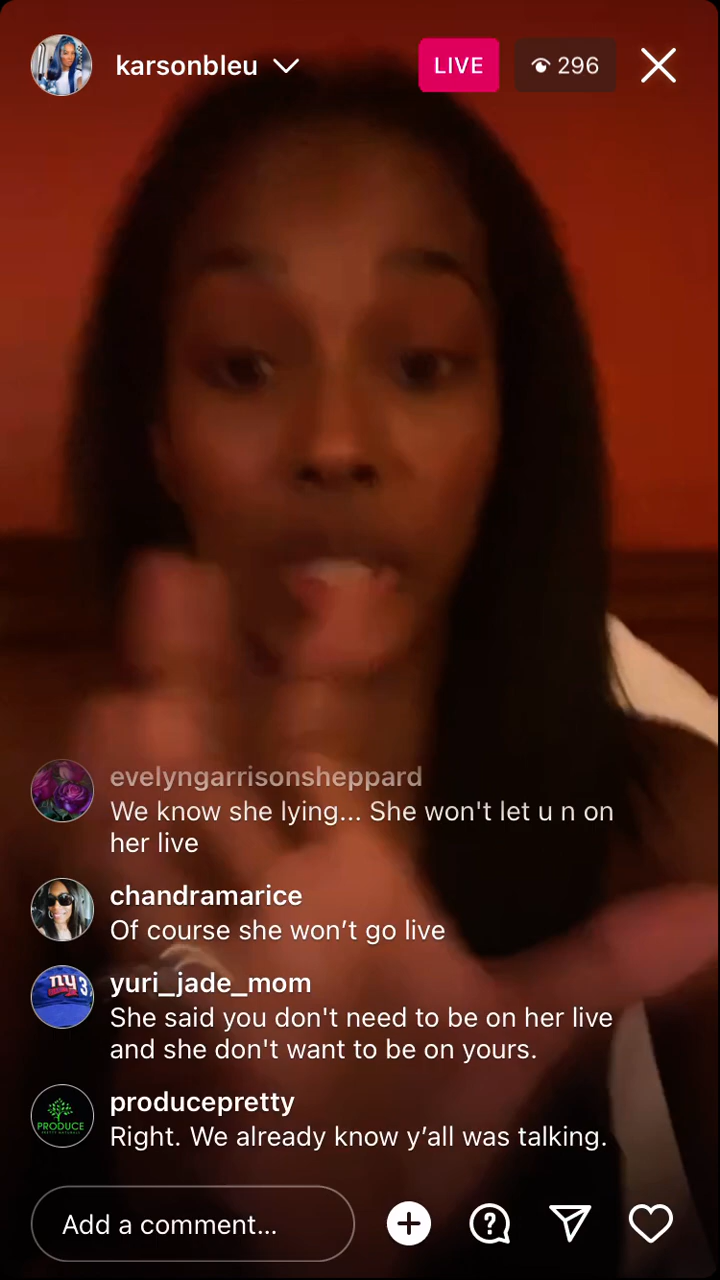 karsonbleu
LIVE
296
evelyngarrisonsheppard
We know she lying... She won't let u n on
her live
chandramarice
Of course she won’t go live
ny 3
yuri_jade_mom
She said you don't need to be on her live
and she don't want to be on yours.
PRODUCE
producepretty
Right. We already know y’all was talking.
Add a comment...